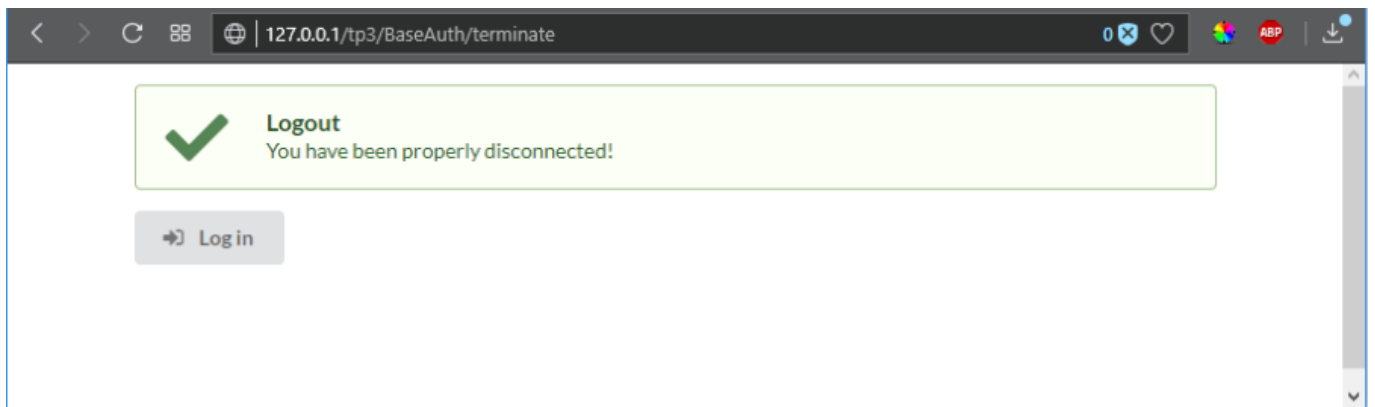 127.0.0.1/tp3/BaseAuth/terminate
0
ABP
Logout
You have been properly disconnected!
Log in